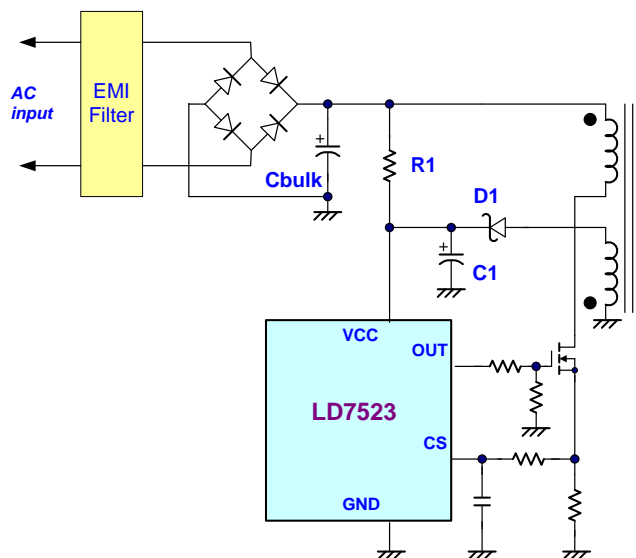 AC
input
EMI
Filter
+
Cbulk
R1
D1
+
C1
VCC
OUT
LD7523
CS
GND